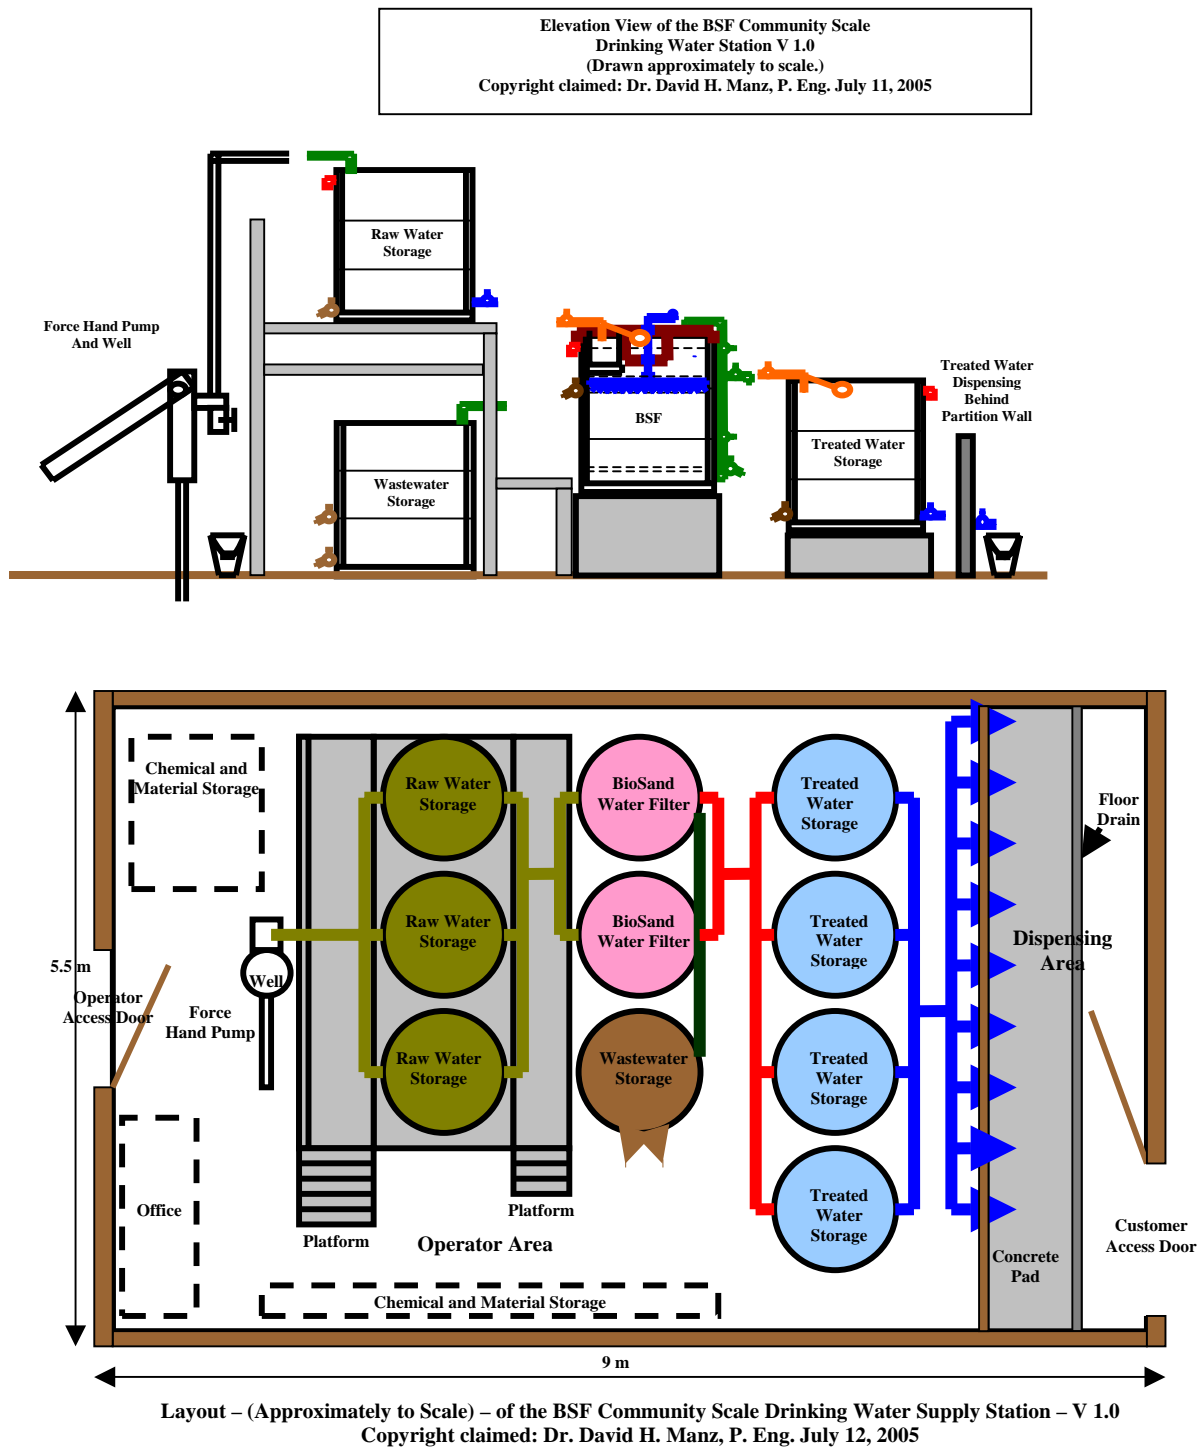 Elevation View of the BSF Community Scale
Drinking Water Station V 1.0
(Drawn approximately to scale.)
Copyright claimed: Dr. David H. Manz, P. Eng. July 11, 2005
Raw Water
Storage
Force Hand Pump
And Well
Treated Water
Dispensing
Behind
Partition Wall
BSF
Treated Water
Storage
Wastewater
Storage
Chemical and
Material Storage
Raw Water
Storage
BioSand
Water Filter
Treated
Water
Storage
Floor
Drain
Raw Water
Storage
BioSand
Water Filter
Treated
Water
Storage
Dispensing
Area
5.5 m
Operator
Access Door
Well
Force
Hand Pump
Raw Water
Storage
Wastewater
Storage
Treated
Water
Storage
Office
Platform
Platform
Operator Area
Treated
Water
Storage
Concrete
Pad
Customer
Access Door
Chemical and Material Storage
9 m
Layout – (Approximately to Scale) – of the BSF Community Scale Drinking Water Supply Station – V 1.0
Copyright claimed: Dr. David H. Manz, P. Eng. July 12, 2005